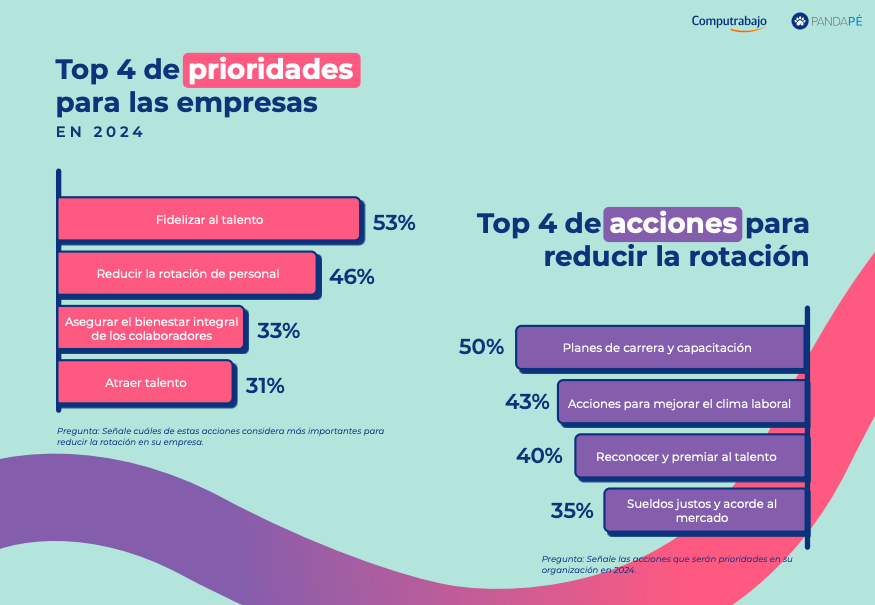 Computrabajo
PANDAPÉ
Top 4 de prioridades
para las empresas
EN 2024
Fidelizar al talento
53%
Reducir la rotación de personal
46%
Asegurar el bienestar integral
de los colaboradores
33%
Atraer talento
31%
Pregunta: Señale cuáles de estas acciones considera más importantes para
reducir la rotación en su empresa.
Top 4 de acciones para
reducir la rotación
50%
Planes de carrera y capacitación
43%
Acciones para mejorar el clima laboral
40%
Reconocer y premiar al talento
35%
Sueldos justos y acorde al
mercado
Pregunta: Señale las acciones que serán prioridades en su
organización en 2024.